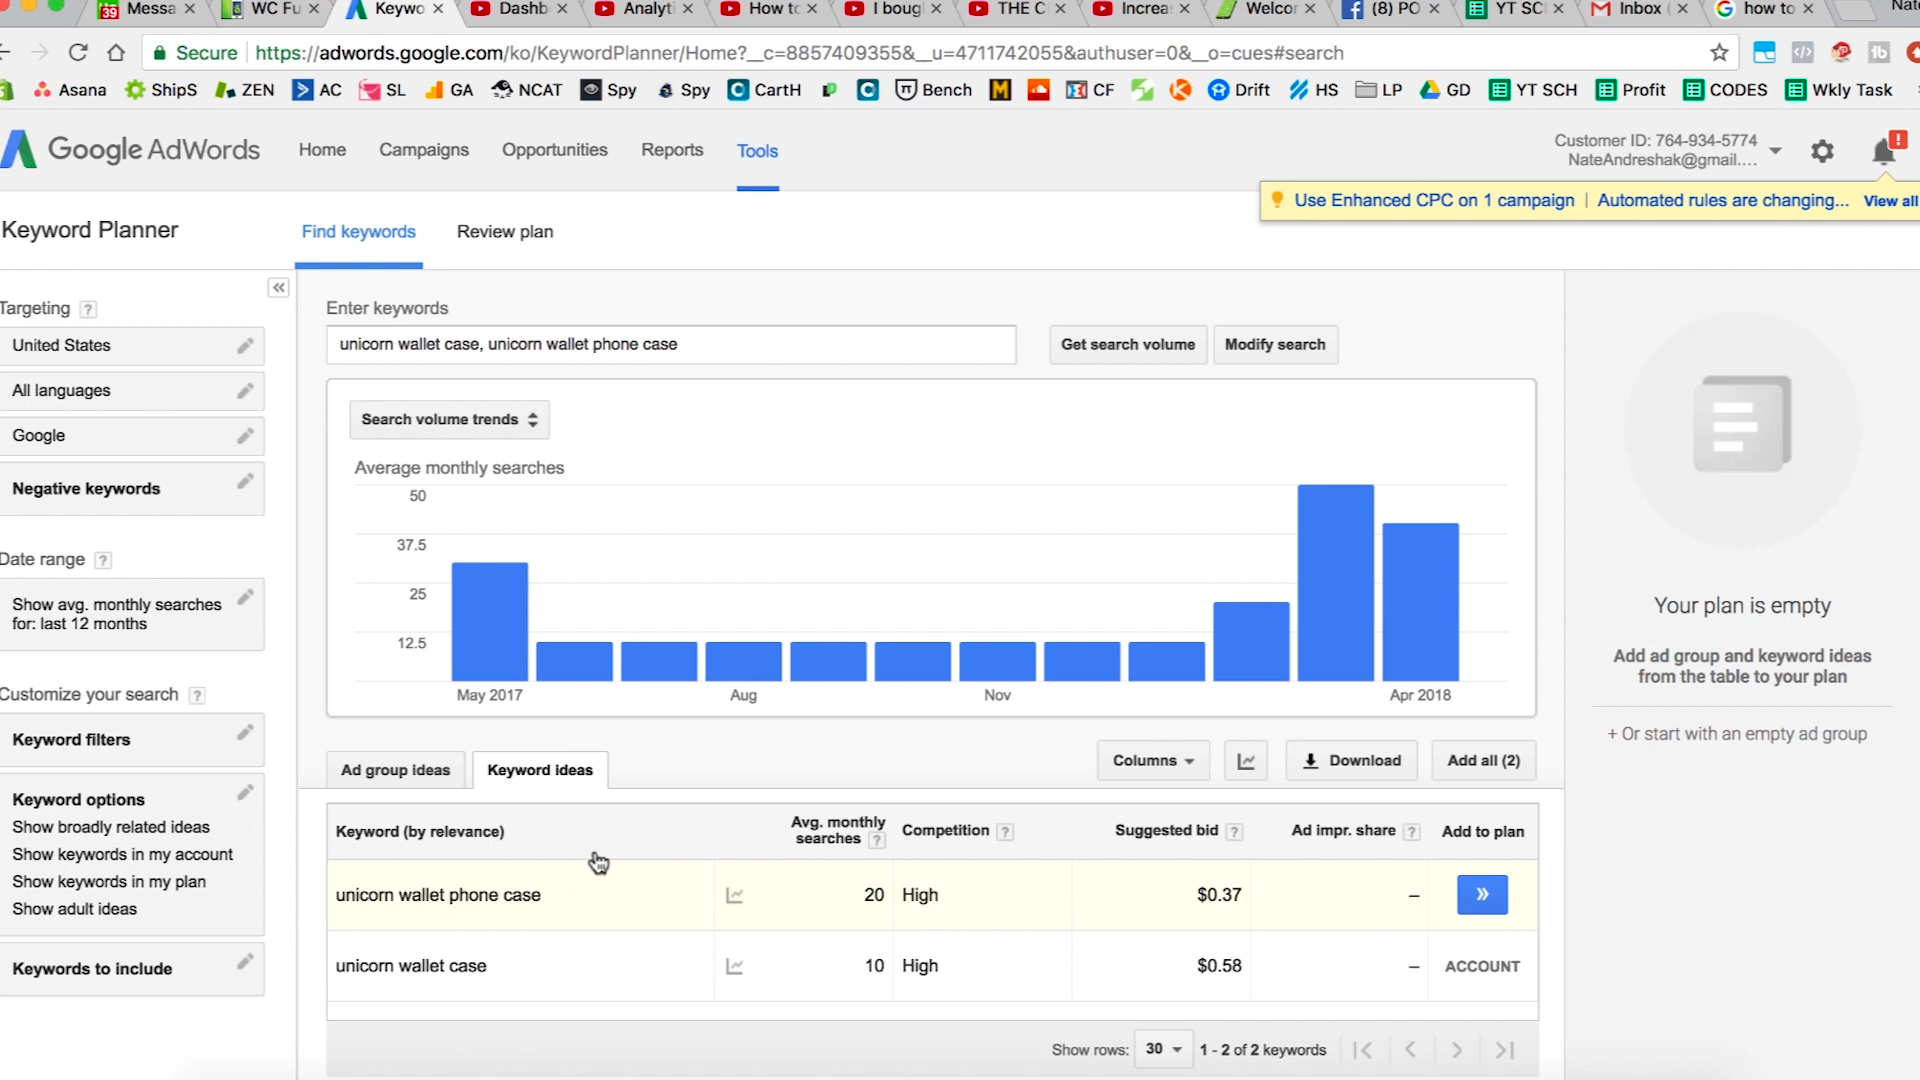 39 Messa
WC Fu
Keywo
Dashb
Analyti
How to
I boug
THE C
Increa
Welcor
(8) PO
YT SC
Inbox
how to
Nat
Secure https://adwords.google.com/ko/KeywordPlanner/Home?__c=8857409355&__u=4711742055&authuser=0&__o=cues#search
Asana ShipS ZEN AC SL GA NCAT Spy Spy CartH Bench CF Drift HS LP GD YT SCH Profit CODES Wkly Task
Google AdWords
Home Campaigns Opportunities Reports Tools
Customer ID: 764-934-5774
NateAndreshak@gmail....
Use Enhanced CPC on 1 campaign | Automated rules are changing... View all
Keyword Planner
Find keywords Review plan
Targeting ?
United States
All languages
Google
Negative keywords
Date range ?
Show avg. monthly searches
for: last 12 months
Customize your search ?
Keyword filters
Keyword options
Show broadly related ideas
Show keywords in my account
Show keywords in my plan
Show adult ideas
Keywords to include
Enter keywords
unicorn wallet case, unicorn wallet phone case
Get search volume Modify search
Search volume trends
Average monthly searches
50
37.5
25
12.5
May 2017 Aug Nov Apr 2018
Ad group ideas Keyword ideas
Columns Download Add all (2)
Keyword (by relevance) Avg. monthly searches ? Competition ? Suggested bid ? Ad impr. share ? Add to plan
unicorn wallet phone case 20 High $0.37 – »
unicorn wallet case 10 High $0.58 – ACCOUNT
Show rows: 30 1 - 2 of 2 keywords
Your plan is empty
Add ad group and keyword ideas
from the table to your plan
+ Or start with an empty ad group